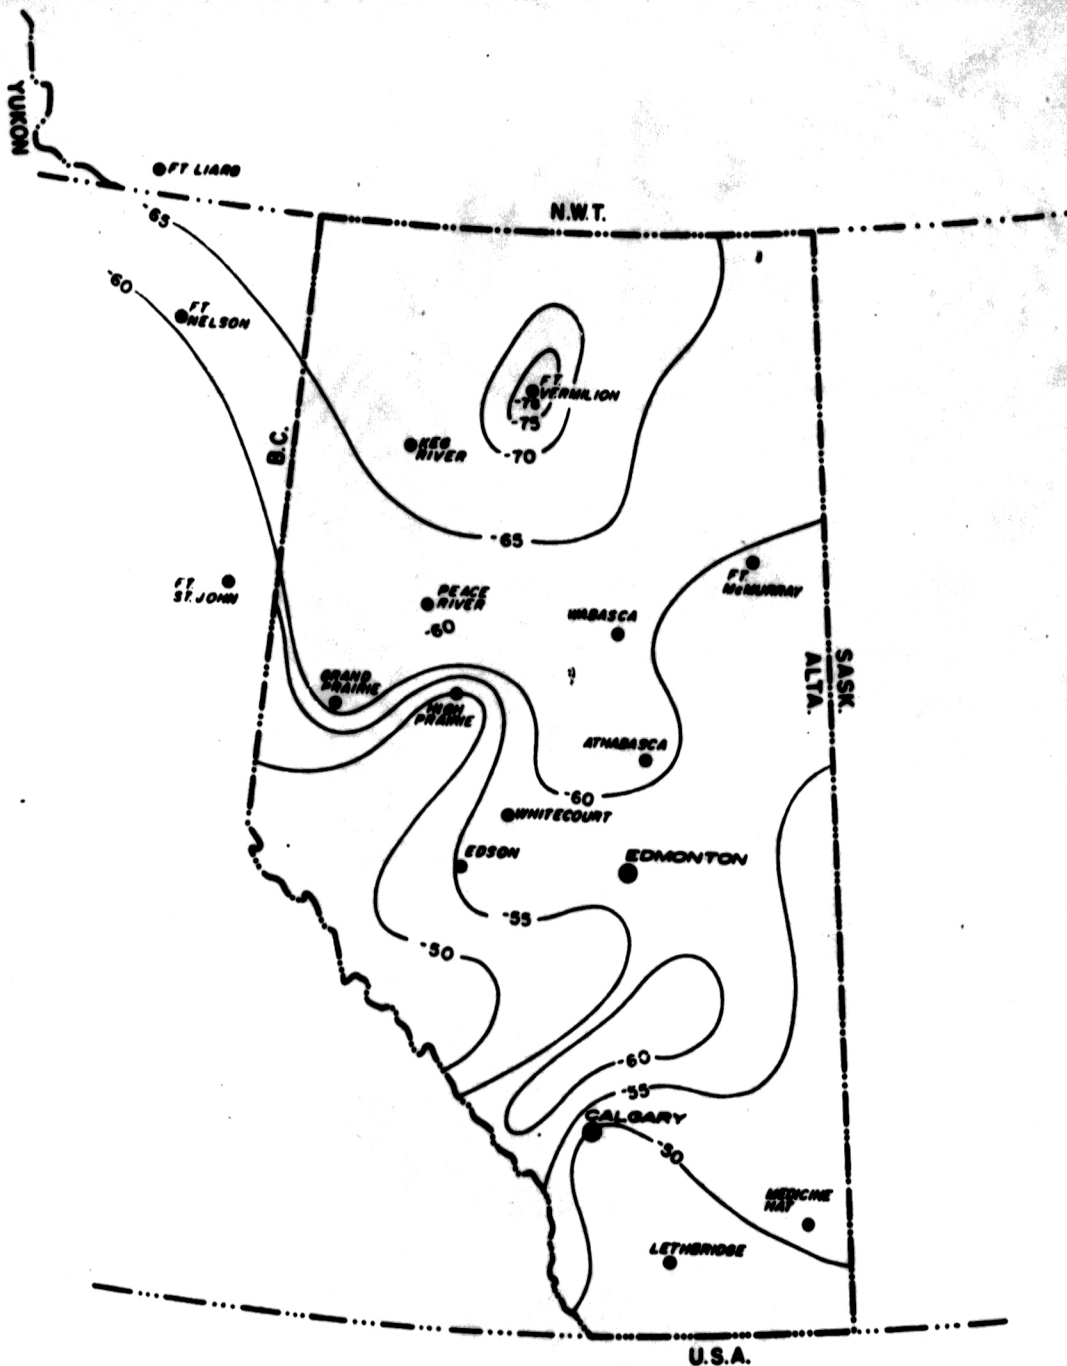 YUKON
FT LIARD
N.W.T.
-65
-60
FT.
NELSON
FT.
VERMILION
-75
-70
KEG
RIVER
B.C.
-65
FT.
ST. JOHN
PEACE
RIVER
-60
WABASCA
FT.
McMURRAY
SASK.
ALTA.
GRAND
PRAIRIE
HIGH
PRAIRIE
ATHABASCA
-60
WHITECOURT
EDSON
EDMONTON
-55
-50
-60
-55
CALGARY
-50
MEDICINE
HAT
LETHBRIDGE
U.S.A.